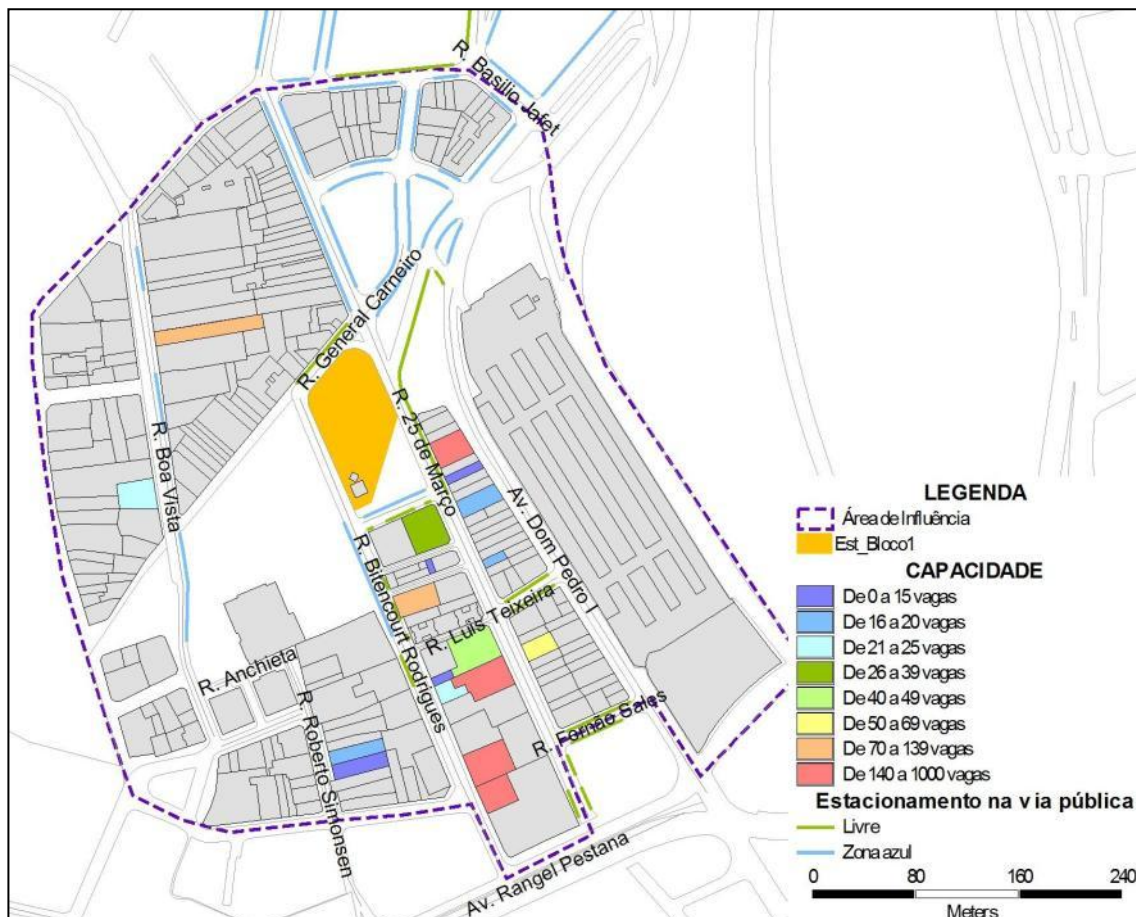 R. Basilio Jafet
R. General Carneiro
R. 25 de Março
R. Boa Vista
Av. Dom Pedro I
R. Bitencourt Rodrigues
R. Luis Teixeira
R. Anchieta
R. Roberto Simonsen
R. Fornão Sales
Av. Rangel Pestana
LEGENDA
Área de Influência
Est_Bloco1
CAPACIDADE
De 0 a 15 vagas
De 16 a 20 vagas
De 21 a 25 vagas
De 26 a 39 vagas
De 40 a 49 vagas
De 50 a 69 vagas
De 70 a 139 vagas
De 140 a 1000 vagas
Estacionamento na via pública
Livre
Zona azul
0 80 160 240
Meters